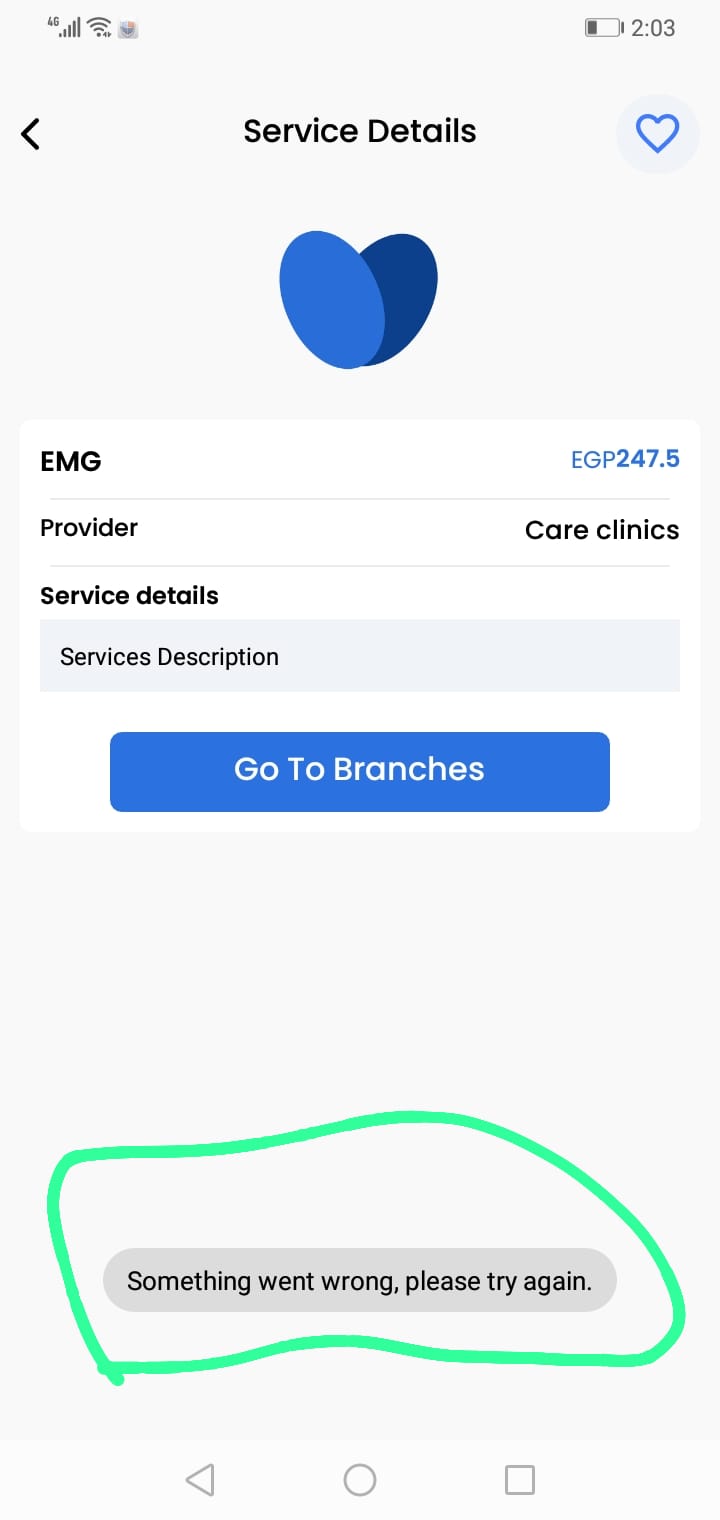 4G 2:03
Service Details
EMG EGP247.5
Provider Care clinics
Service details
Services Description
Go To Branches
Something went wrong, please try again.